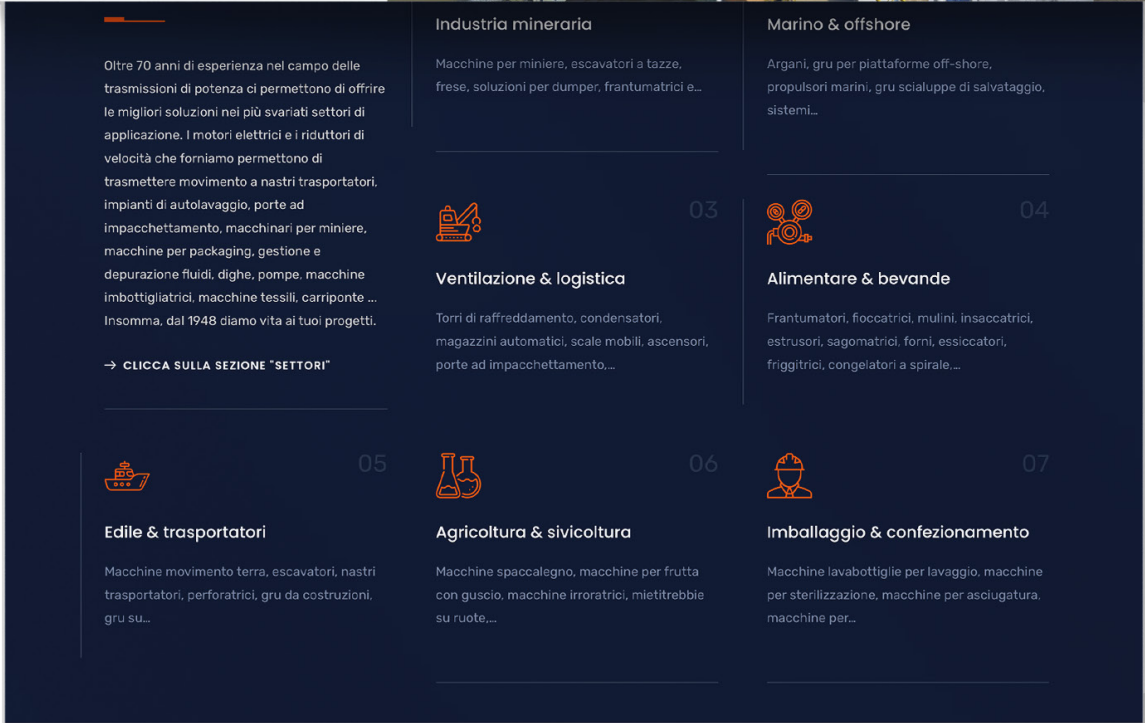 Oltre 70 anni di esperienza nel campo delle
trasmissioni di potenza ci permettono di offrire
le migliori soluzioni nei più svariati settori di
applicazione. I motori elettrici e i riduttori di
velocità che forniamo permettono di
trasmettere movimento a nastri trasportatori,
impianti di autolavaggio, porte ad
impacchettamento, macchinari per miniere,
macchine per packaging, gestione e
depurazione fluidi, dighe, pompe, macchine
imbottigliatrici, macchine tessili, carriponte ...
Insomma, dal 1948 diamo vita ai tuoi progetti.
→ CLICCA SULLA SEZIONE "SETTORI"
Industria mineraria
Macchine per miniere, escavatori a tazze,
frese, soluzioni per dumper, frantumatrici e...
Marino & offshore
Argani, gru per piattaforme off-shore,
propulsori marini, gru scialuppe di salvataggio,
sistemi...
03
Ventilazione & logistica
Torri di raffreddamento, condensatori,
magazzini automatici, scale mobili, ascensori,
porte ad impacchettamento,...
04
Alimentare & bevande
Frantumatori, fioccatrici, mulini, insaccatrici,
estrusori, sagomatrici, forni, essiccatori,
friggitrici, congelatori a spirale,...
05
Edile & trasportatori
Macchine movimento terra, escavatori, nastri
trasportatori, perforatrici, gru da costruzioni,
gru su...
06
Agricoltura & sivicoltura
Macchine spaccalegno, macchine per frutta
con guscio, macchine irroratrici, mietitrebbie
su ruote,...
07
Imballaggio & confezionamento
Macchine lavabottiglie per lavaggio, macchine
per sterilizzazione, macchine per asciugatura,
macchine per...